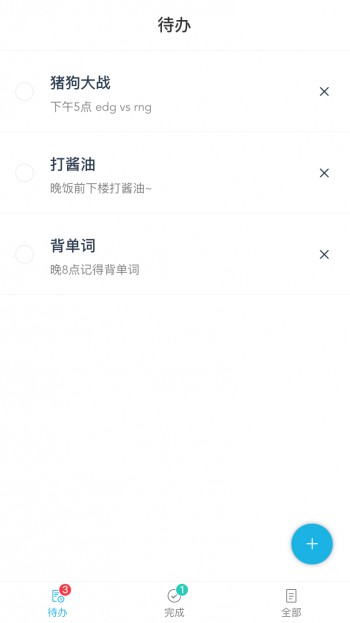 待办
猪狗大战
下午5点 edg vs rng
打酱油
晚饭前下楼打酱油~
背单词
晚8点记得背单词
3
1
待办
完成
全部